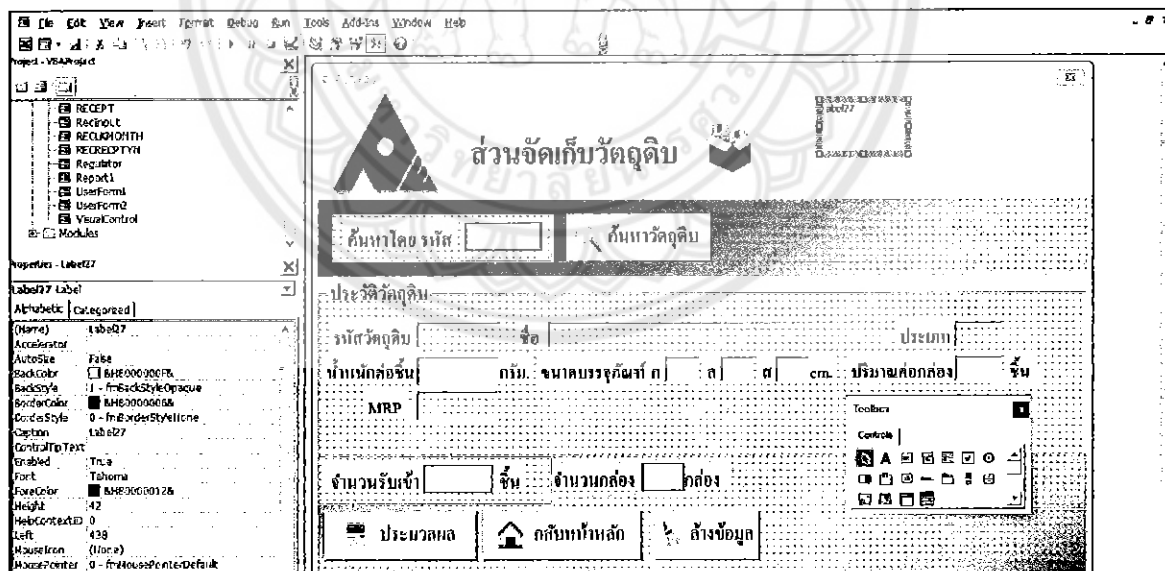 File Edit View Insert Format Debug Run Tools Add-Ins Window Help
Project - VBAProject
RECEPT
Recinout
RECUKMONTH
RECRECPTYN
Regulator
Report1
UserForm1
UserForm2
VisualControl
Modules
Properties - Label27
Label27 Label
Alphabetic Categorized
(Name) Label27
Accelerator
AutoSize False
BackColor &H8000000F&
BackStyle 1 - fmBackStyleOpaque
BorderColor &H80000006&
BorderStyle 0 - fmBorderStyleNone
Caption Label27
ControlTipText
Enabled True
Font Tahoma
ForeColor &H80000012&
Height 42
HelpContextID 0
Left 438
MouseIcon (None)
MousePointer 0 - fmMousePointerDefault
ส่วนจัดเก็บวัตถุดิบ
Label27
ค้นหาโดย รหัส
ค้นหาวัตถุดิบ
ประวัติวัตถุดิบ
รหัสวัตถุดิบ ชื่อ ประเภท
น้ำหนักต่อชิ้น กรัม. ขนาดบรรจุภัณฑ์ ก ล ส cm. ปริมาณต่อกล่อง ชิ้น
MRP
จำนวนรับเข้า ชิ้น จำนวนกล่อง กล่อง
ประมวลผล กลับหน้าหลัก ล้างข้อมูล
Toolbox
Controls